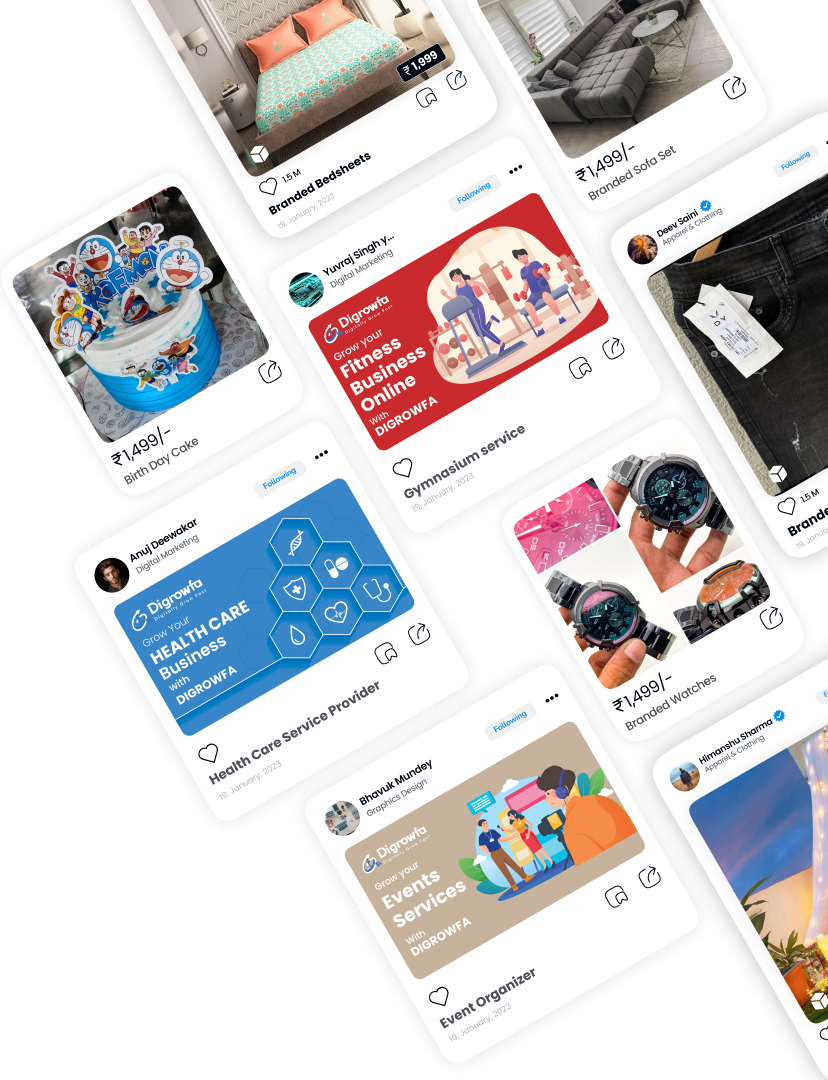 ₹ 1,999
1.5 M
Branded Bedsheets
19, January, 2023
₹1,499/-
Branded Sofa Set
DOREMON
₹1,499/-
Birth Day Cake
Yuvraj Singh y...
Digital Marketing
Following
Digrowfa
Digitally Grow Fast
Grow your
Fitness
Business
Online
With
DIGROWFA
Gymnasium service
19, January, 2023
Deev Saini
Apparel & Clothing
Following
1.5 M
Brande
19, Janua
Anuj Deewakar
Digital Marketing
Following
Digrowfa
Digitally Grow Fast
Grow Your
HEALTH CARE
Business
with
DIGROWFA
Health Care Service Provider
19, January, 2023
₹1,499/-
Branded Watches
Bhavuk Mundey
Graphics Design
Following
Digrowfa
Digitally Grow Fast
Grow your
Events
Services
With
DIGROWFA
Event Organizer
19, January, 2023
Himanshu Sharma
Apparel & Clothing